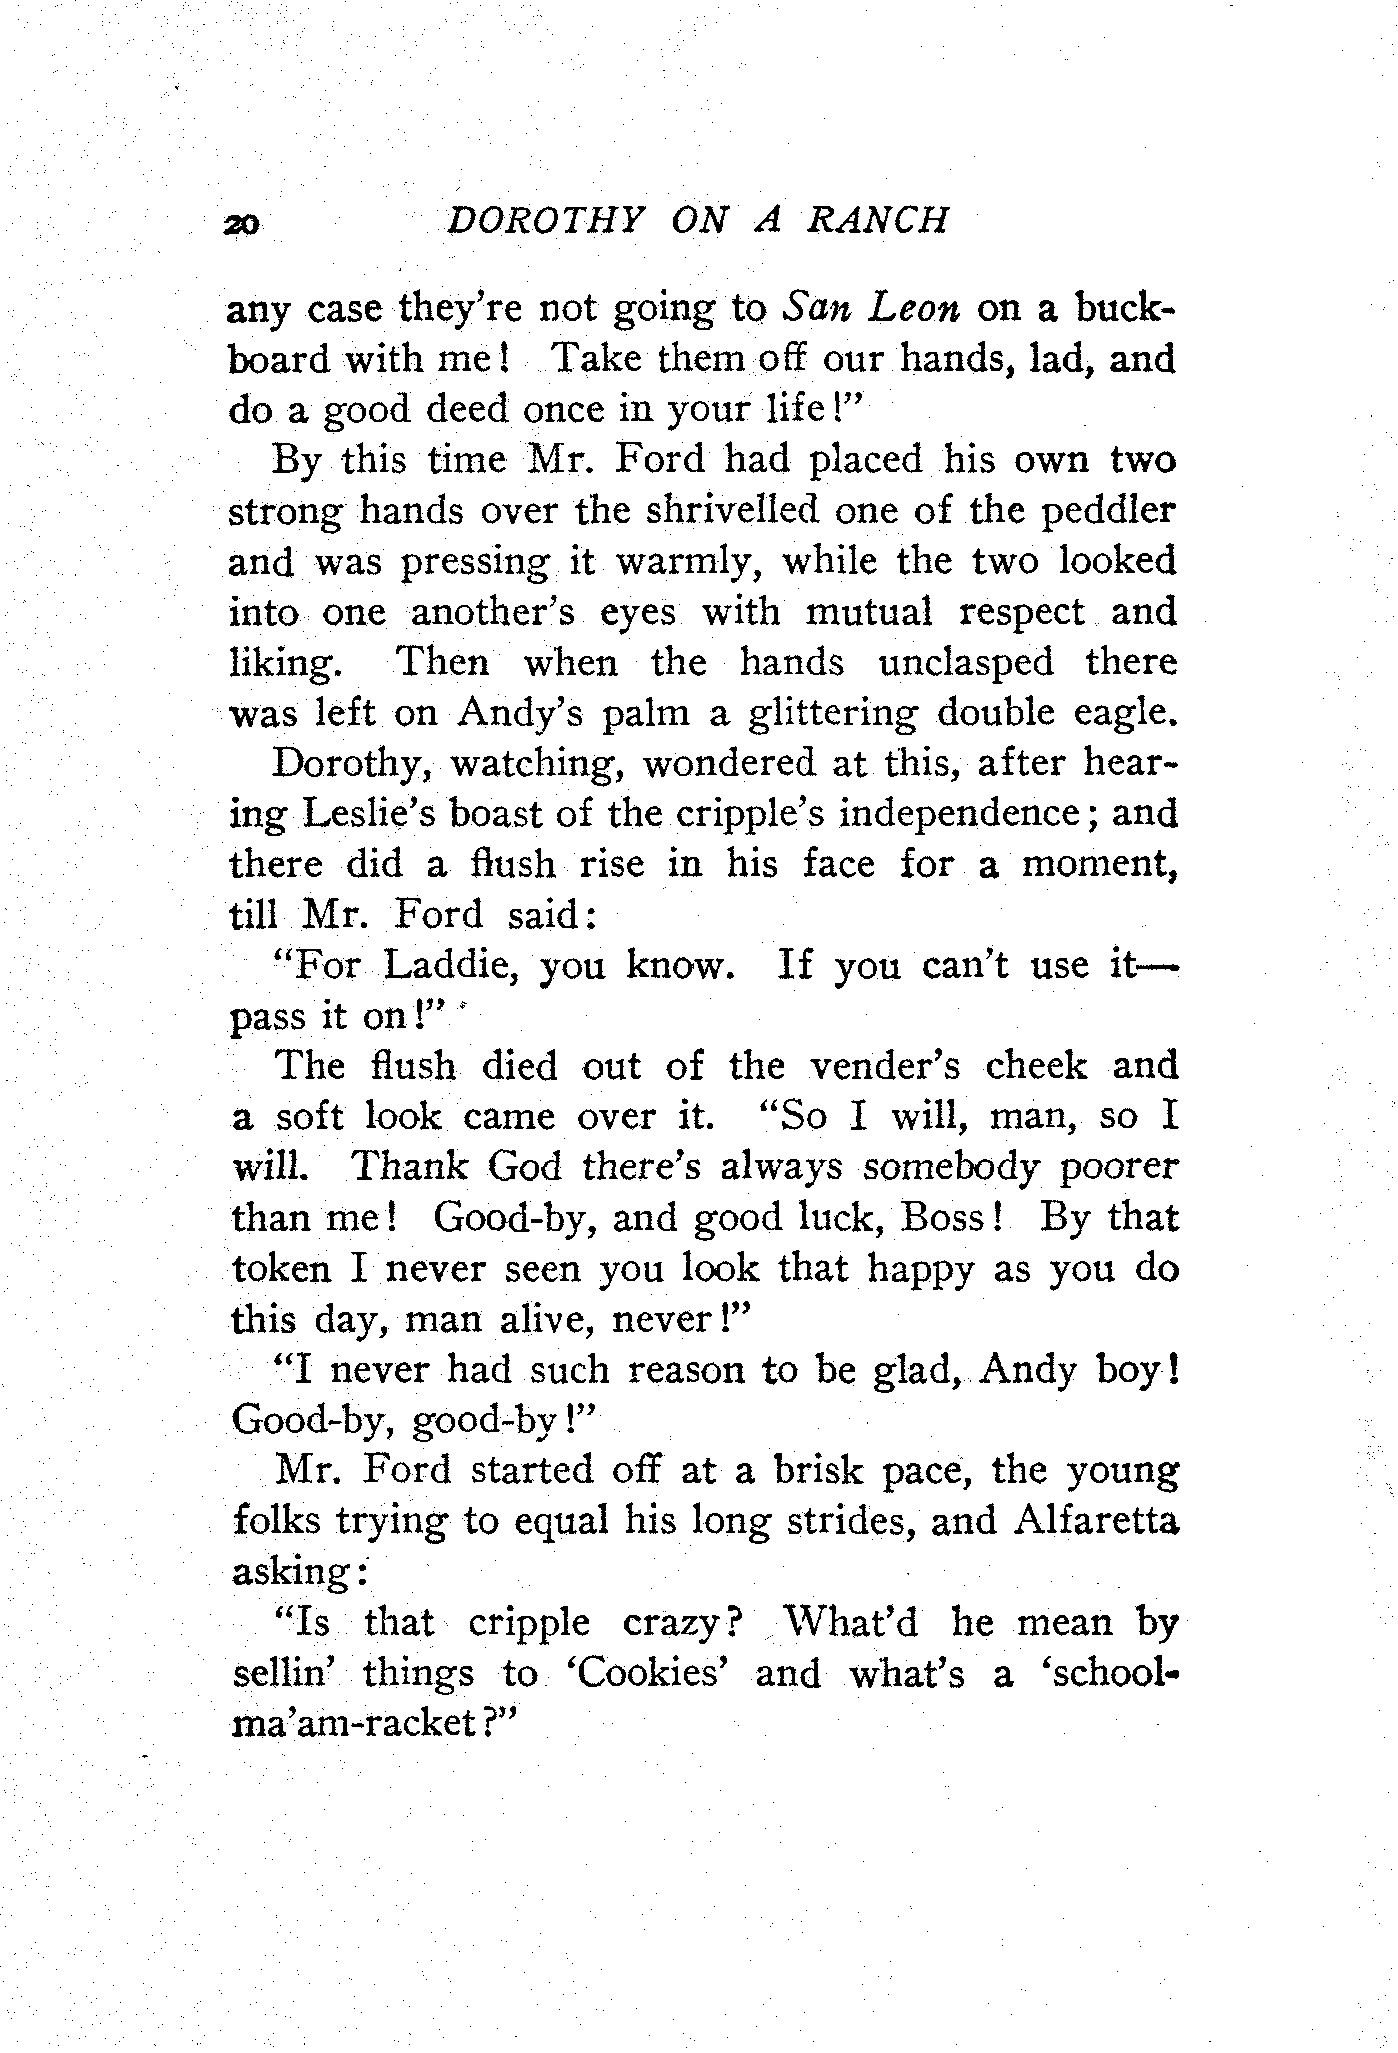 20 DOROTHY ON A RANCH
any case they're not going to San Leon on a buck-
board with me! Take them off our hands, lad, and
do a good deed once in your life!”
By this time Mr. Ford had placed his own two
strong hands over the shrivelled one of the peddler
and was pressing it warmly, while the two looked
into one another's eyes with mutual respect and
liking. Then when the hands unclasped there
was left on Andy's palm a glittering double eagle.
Dorothy, watching, wondered at this, after hear-
ing Leslie's boast of the cripple's independence; and
there did a flush rise in his face for a moment,
till Mr. Ford said:
“For Laddie, you know. If you can't use it—
pass it on!”
The flush died out of the vender's cheek and
a soft look came over it. “So I will, man, so I
will. Thank God there's always somebody poorer
than me! Good-by, and good luck, Boss! By that
token I never seen you look that happy as you do
this day, man alive, never!”
“I never had such reason to be glad, Andy boy!
Good-by, good-by!”
Mr. Ford started off at a brisk pace, the young
folks trying to equal his long strides, and Alfaretta
asking:
“Is that cripple crazy? What'd he mean by
sellin' things to ‘Cookies’ and what's a ‘school-
ma'am-racket?”